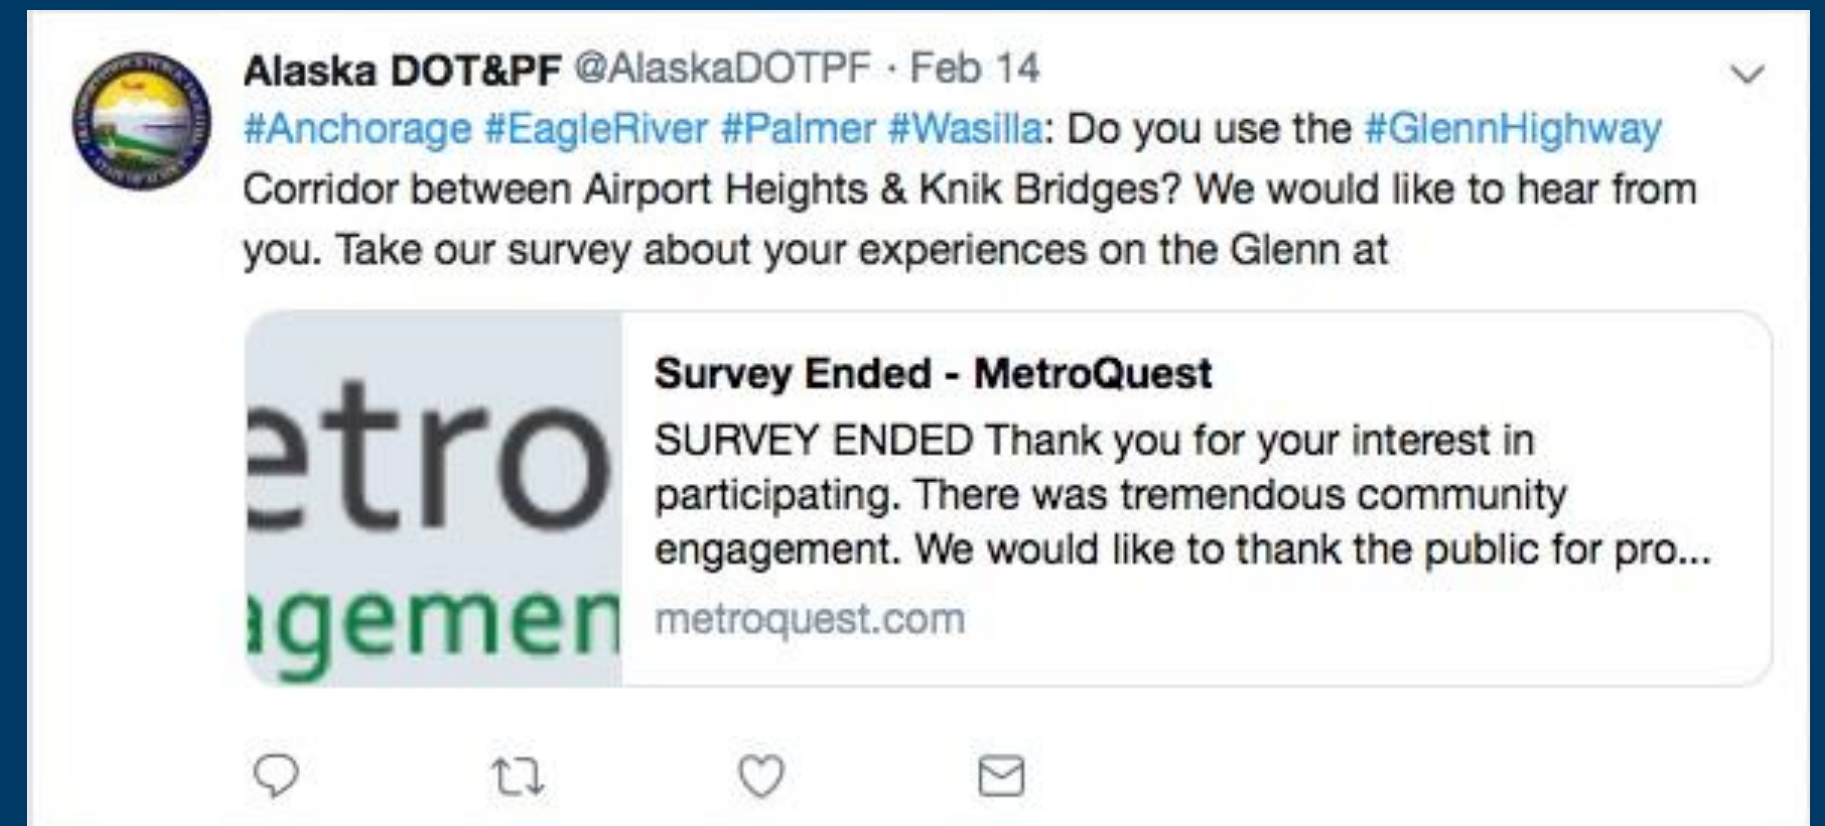 Alaska DOT&PF @AlaskaDOTPF · Feb 14
#Anchorage #EagleRiver #Palmer #Wasilla: Do you use the #GlennHighway
Corridor between Airport Heights & Knik Bridges? We would like to hear from
you. Take our survey about your experiences on the Glenn at
etro
agemen
Survey Ended - MetroQuest
SURVEY ENDED Thank you for your interest in
participating. There was tremendous community
engagement. We would like to thank the public for pro...
metroquest.com